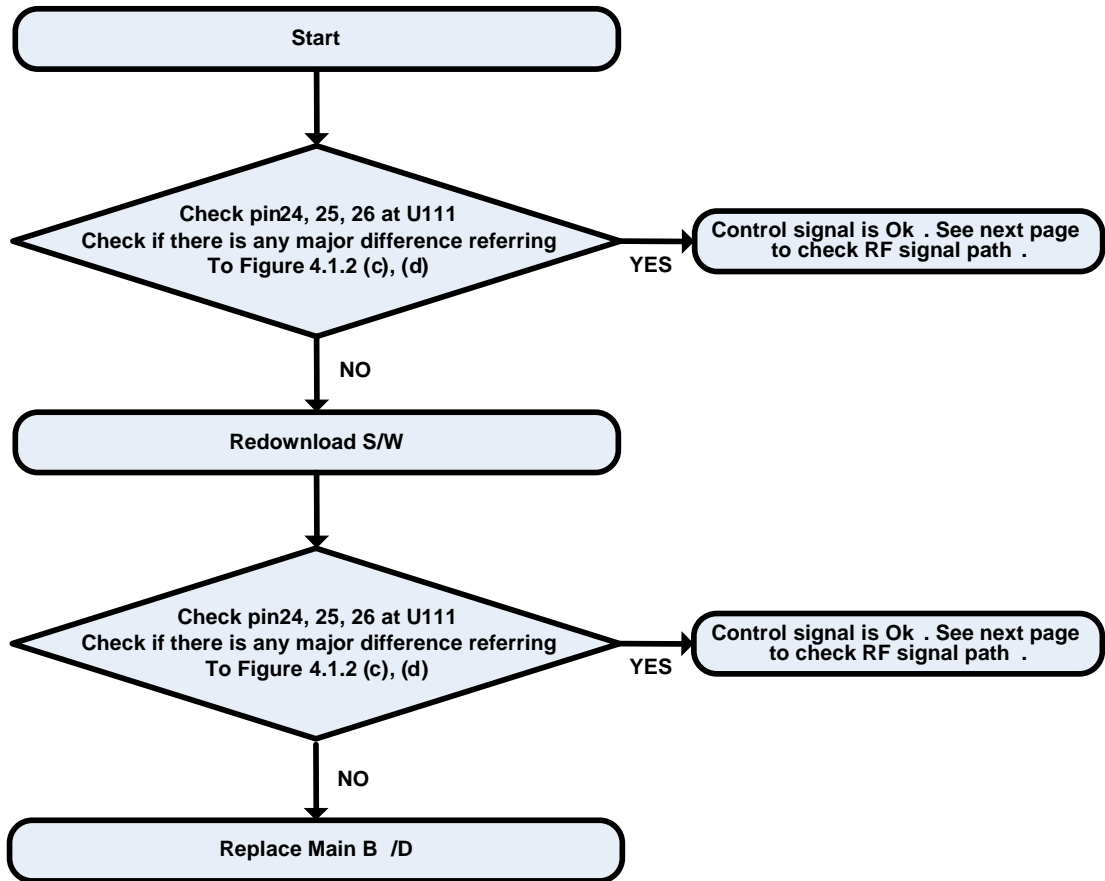 Start
Check pin24, 25, 26 at U111
Check if there is any major difference referring
To Figure 4.1.2 (c), (d)
YES
Control signal is Ok . See next page
to check RF signal path .
NO
Redownload S/W
Check pin24, 25, 26 at U111
Check if there is any major difference referring
To Figure 4.1.2 (c), (d)
YES
Control signal is Ok . See next page
to check RF signal path .
NO
Replace Main B /D